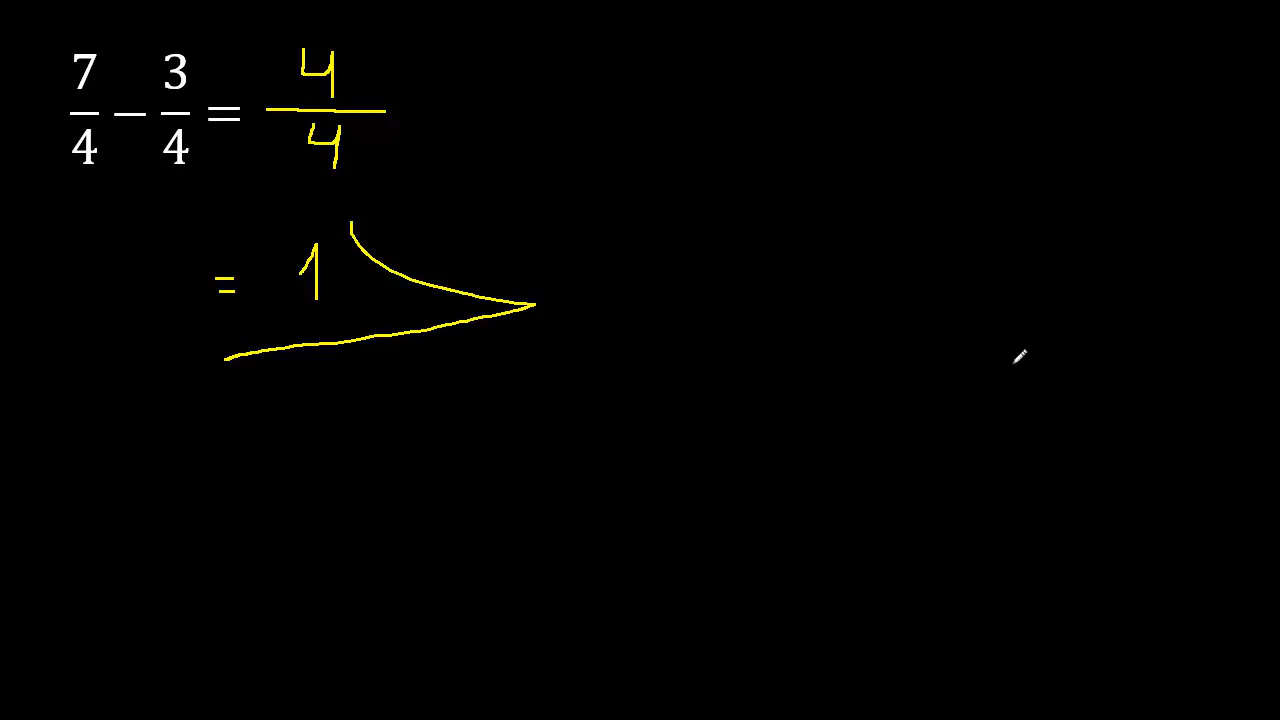 7/4 − 3/4 = 4/4
= 1